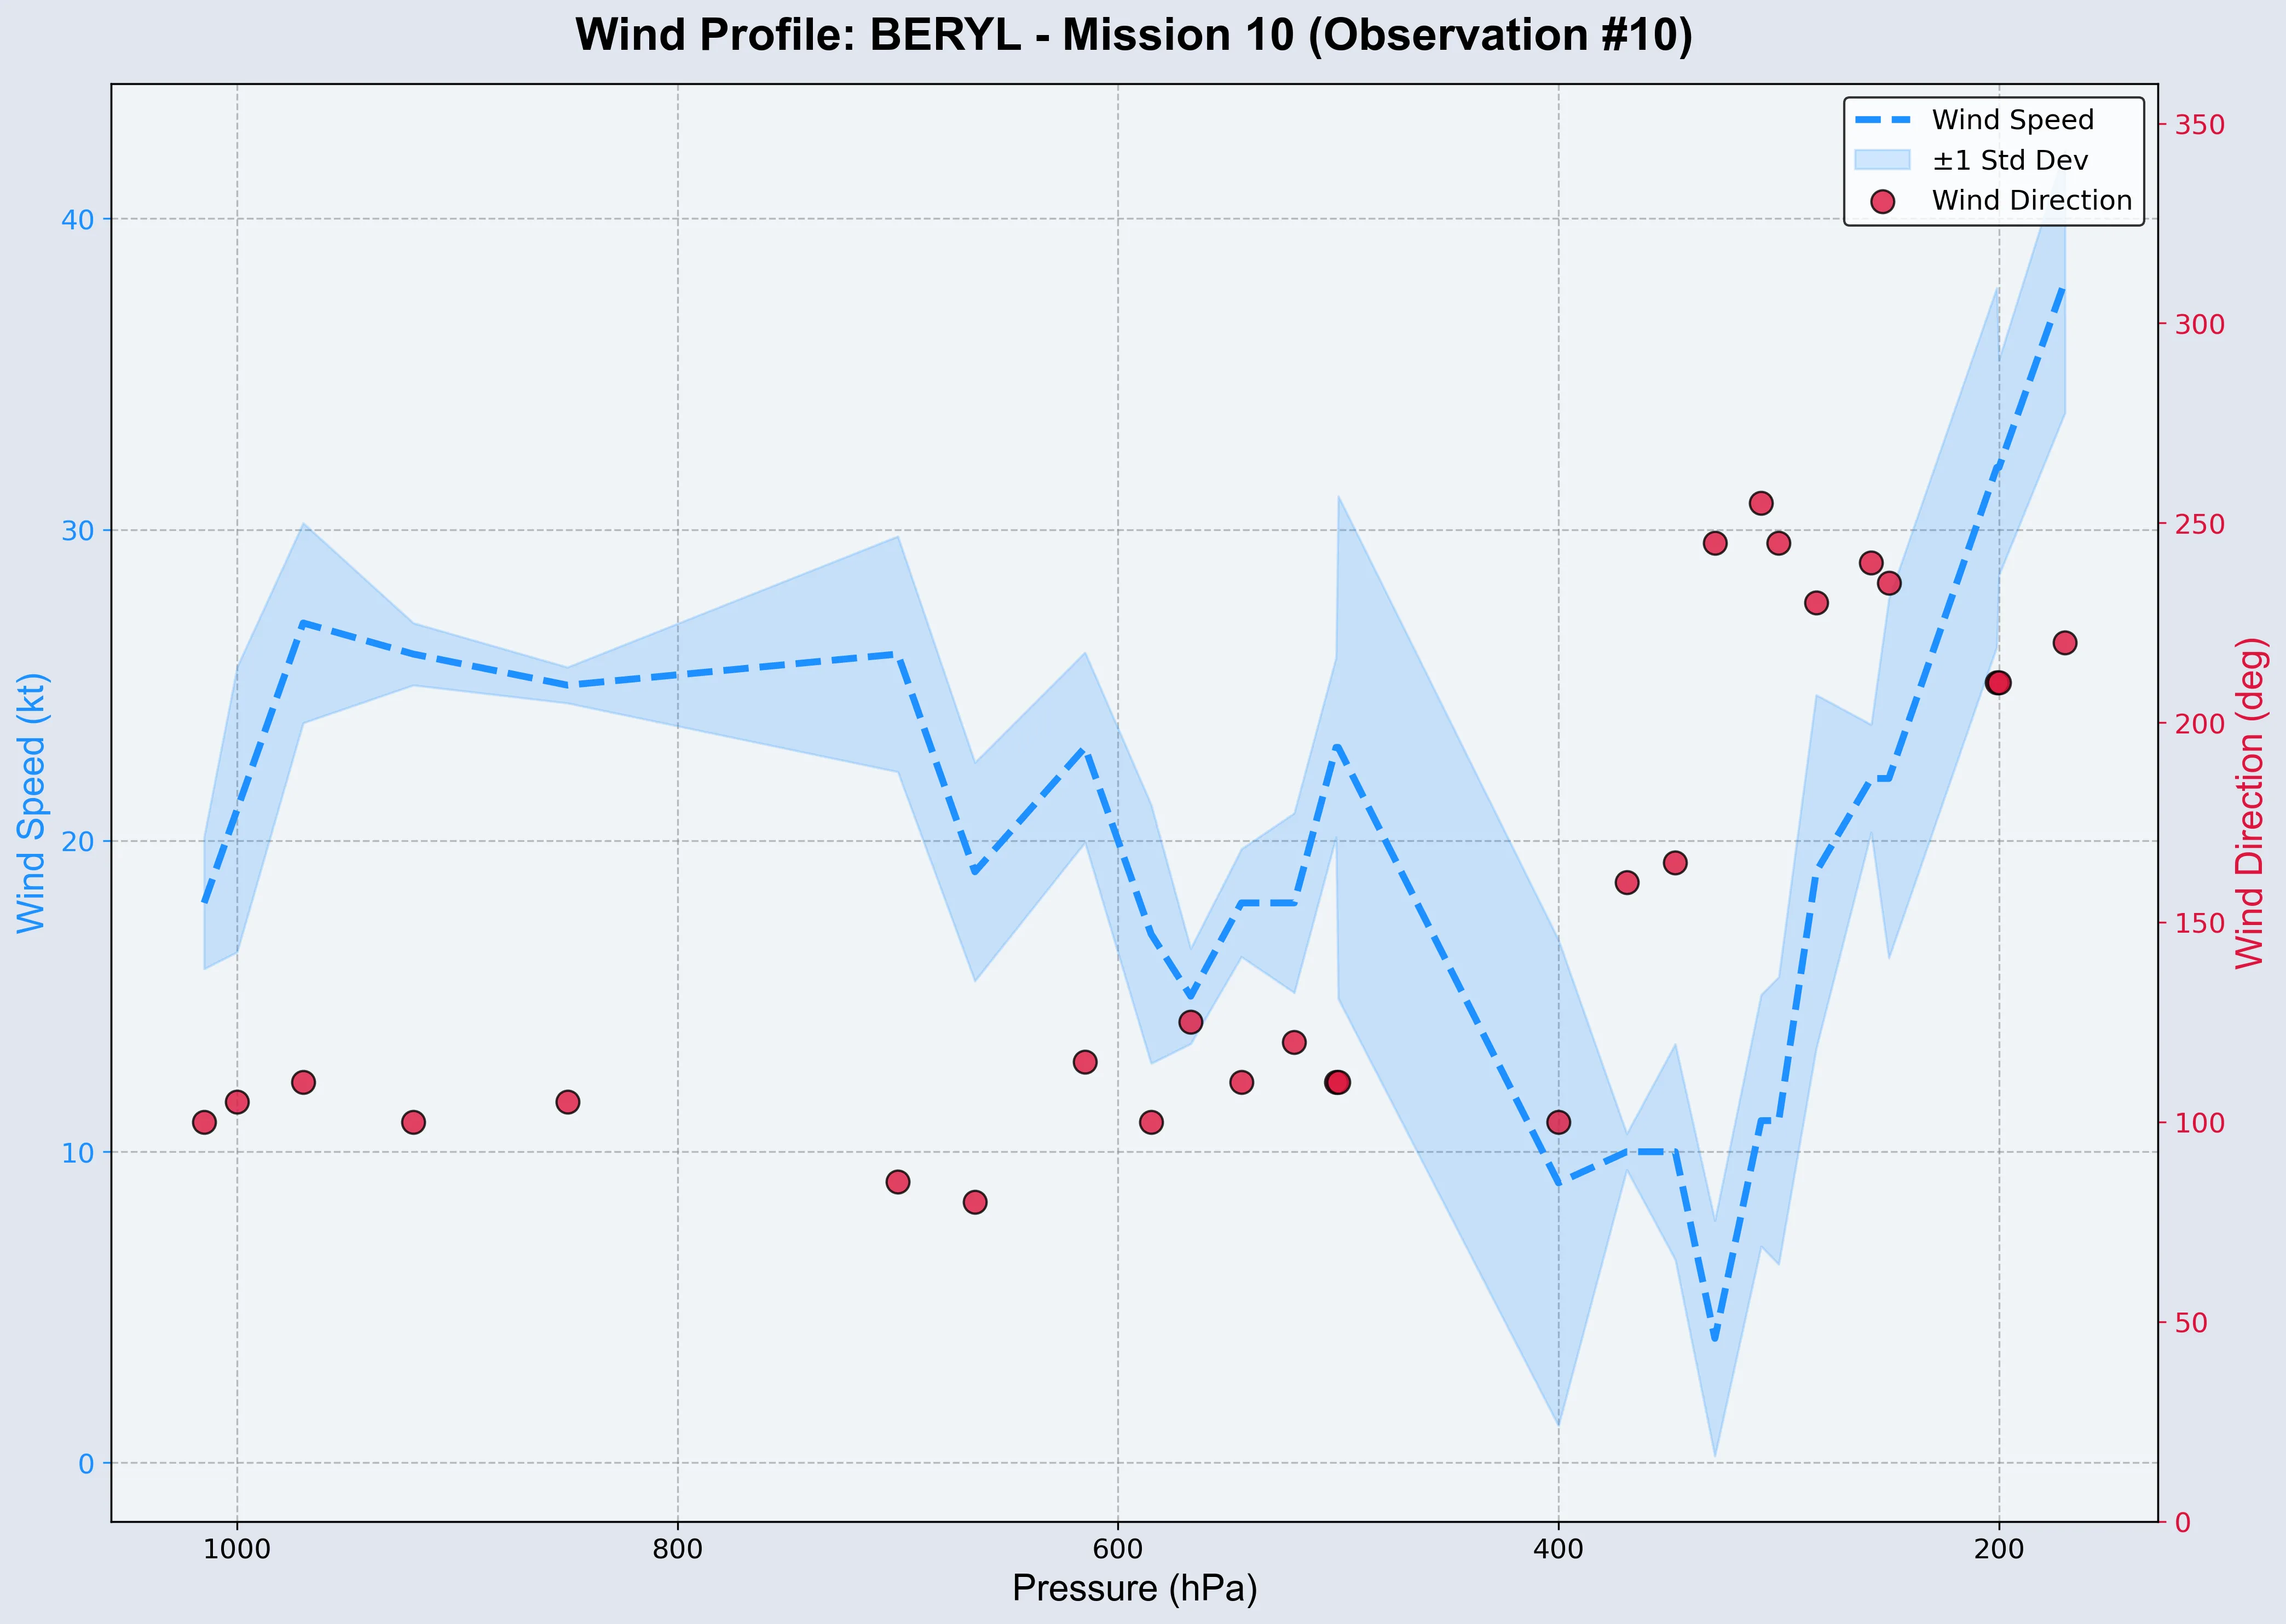 Wind Profile: BERYL - Mission 10 (Observation #10)
Wind Speed
±1 Std Dev
Wind Direction
Wind Speed (kt)
40
30
20
10
0
350
300
250
200
150
100
50
0
Wind Direction (deg)
1000
800
600
400
200
Pressure (hPa)